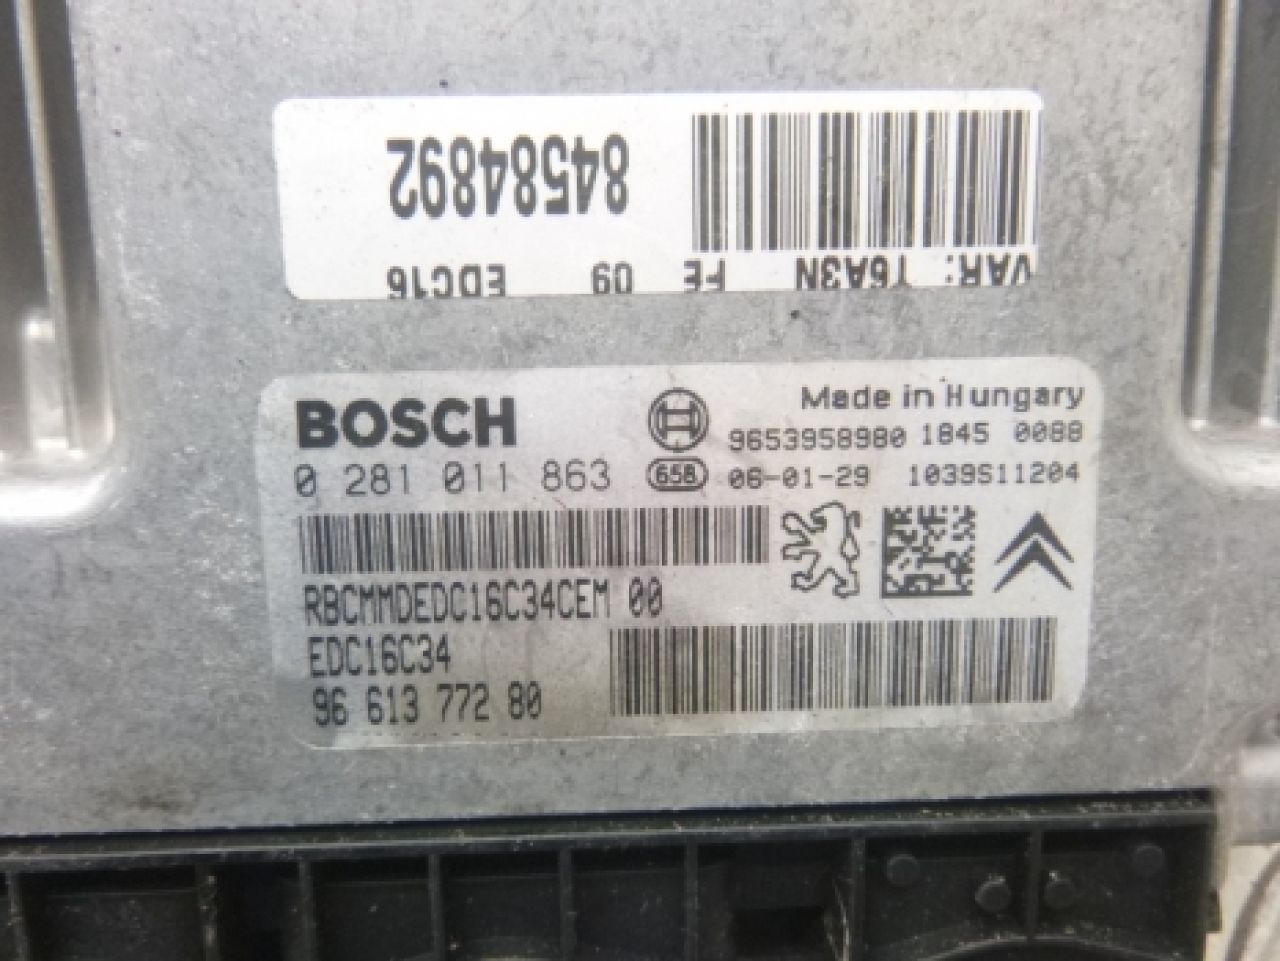 84584892
VAR: T6A3N FE 09 EDC16
BOSCH
Made in Hungary
9653958980 1845 0088
0 281 011 863
658
06-01-29 1039S11204
RBCMMDEDC16C34CEM 00
EDC16C34
96 613 772 80